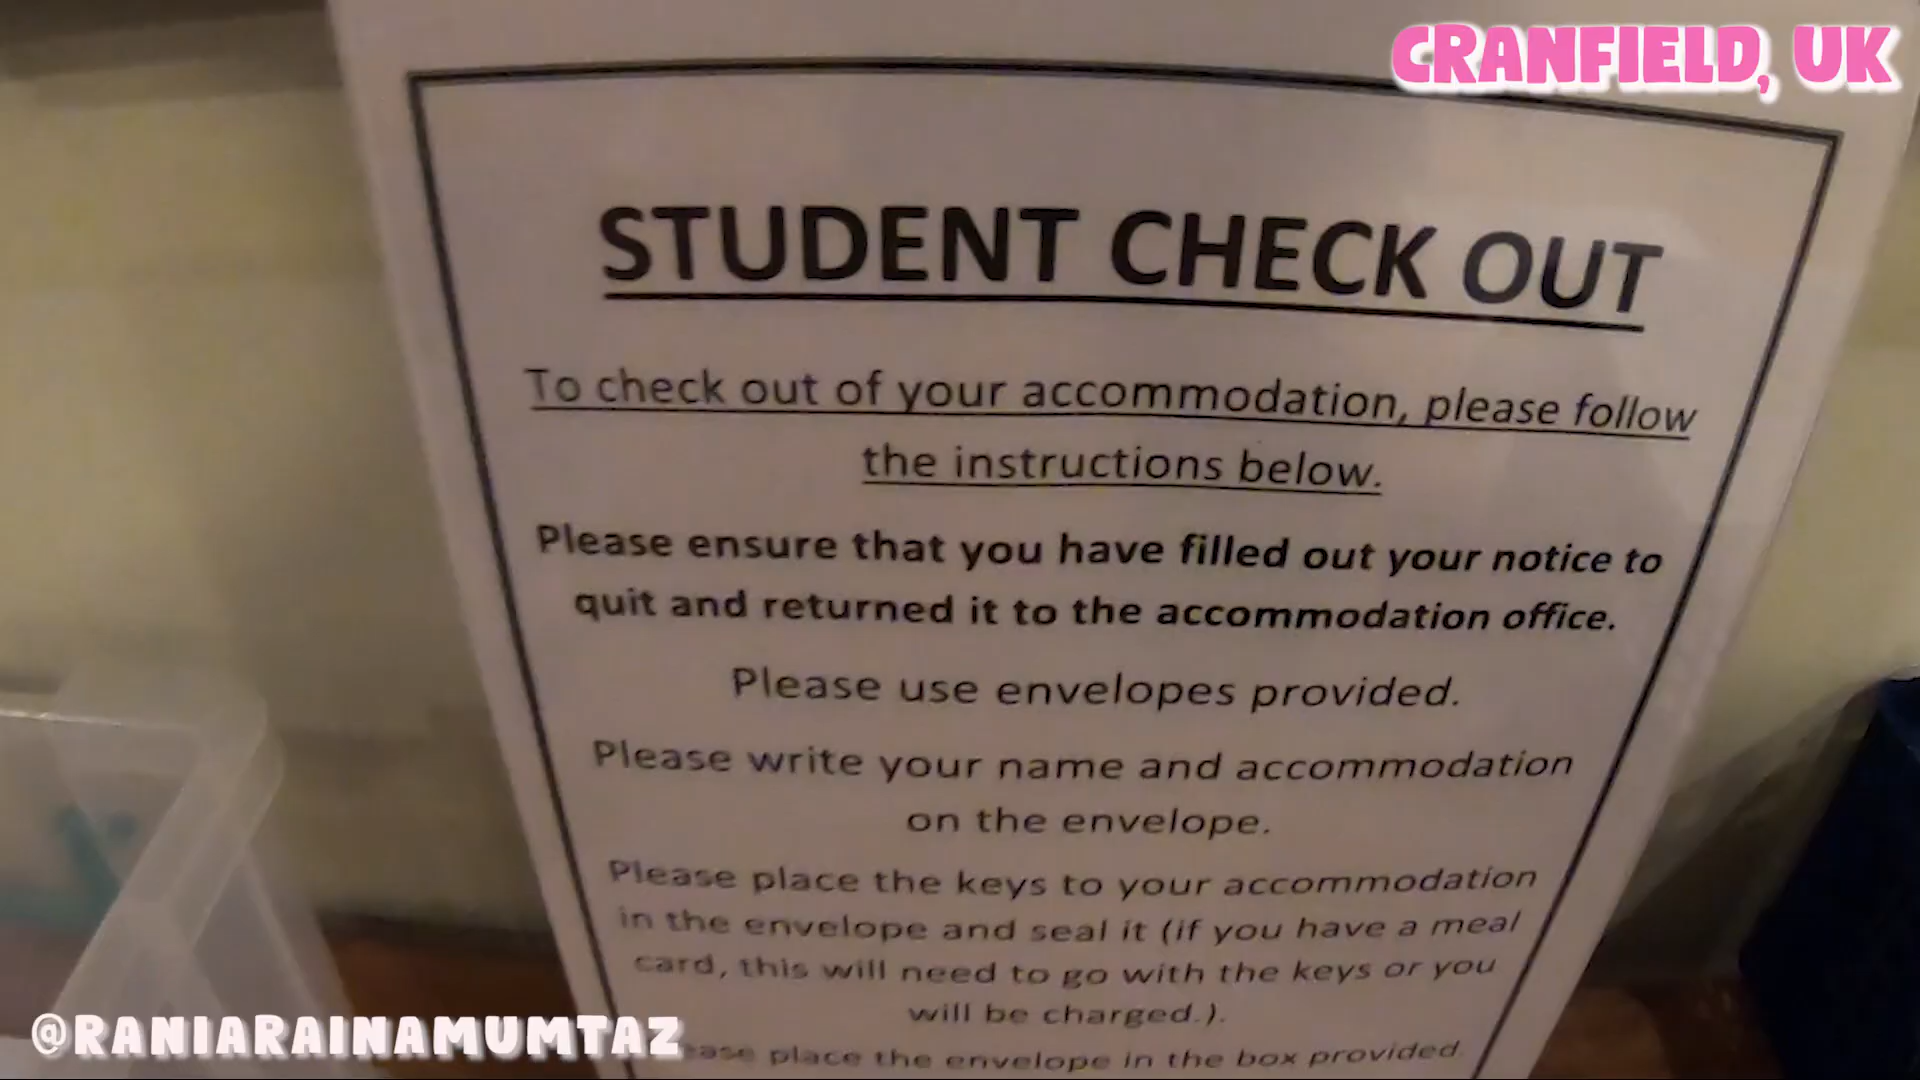 CRANFIELD, UK
STUDENT CHECK OUT
To check out of your accommodation, please follow
the instructions below.
Please ensure that you have filled out your notice to
quit and returned it to the accommodation office.
Please use envelopes provided.
Please write your name and accommodation
on the envelope.
Please place the keys to your accommodation
in the envelope and seal it (if you have a meal
card, this will need to go with the keys or you
will be charged.).
place the envelope in the box provided.
@RANIARAINAMUMTAZ